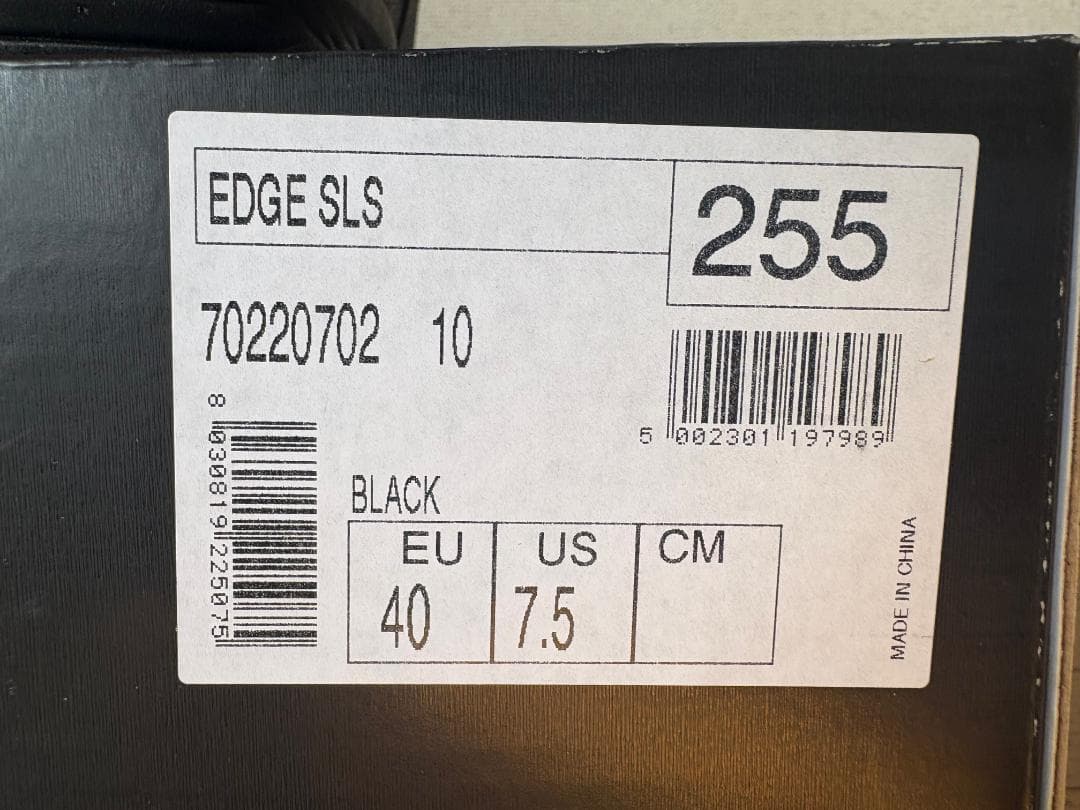 EDGE SLS
255
70220702 10
6 002301 197989
8 030819 225075
BLACK
EU US CM
40 7.5
MADE IN CHINA